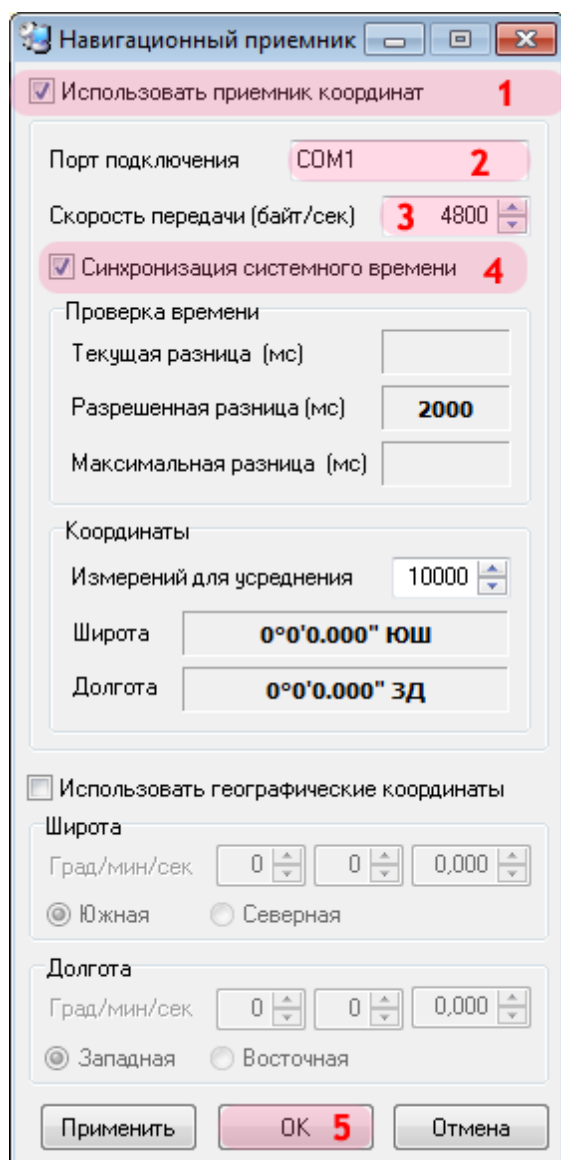 Навигационный приемник
Использовать приемник координат 1
Порт подключения COM1 2
Скорость передачи (байт/сек) 3 4800
Синхронизация системного времени 4
Проверка времени
Текущая разница (мс)
Разрешенная разница (мс) 2000
Максимальная разница (мс)
Координаты
Измерений для усреднения 10000
Широта 0°0'0.000" ЮШ
Долгота 0°0'0.000" ЗД
Использовать географические координаты
Широта
Град/мин/сек 0 0 0,000
Южная Северная
Долгота
Град/мин/сек 0 0 0,000
Западная Восточная
Применить OK 5 Отмена